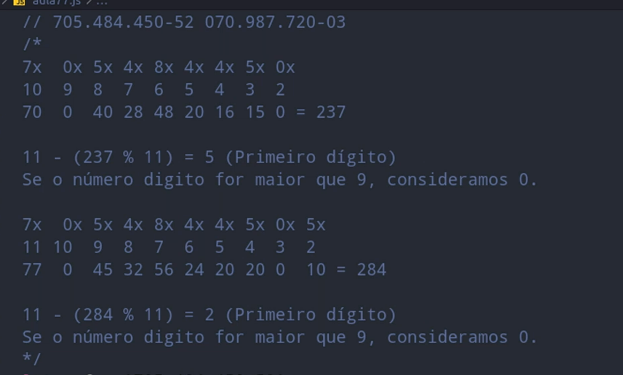 JS aula77.js > ...
// 705.484.450-52 070.987.720-03
/*
7x 0x 5x 4x 8x 4x 4x 5x 0x
10 9 8 7 6 5 4 3 2
70 0 40 28 48 20 16 15 0 = 237
11 - (237 % 11) = 5 (Primeiro dígito)
Se o número digito for maior que 9, consideramos 0.
7x 0x 5x 4x 8x 4x 4x 5x 0x 5x
11 10 9 8 7 6 5 4 3 2
77 0 45 32 56 24 20 20 0 10 = 284
11 - (284 % 11) = 2 (Primeiro dígito)
Se o número digito for maior que 9, consideramos 0.
*/